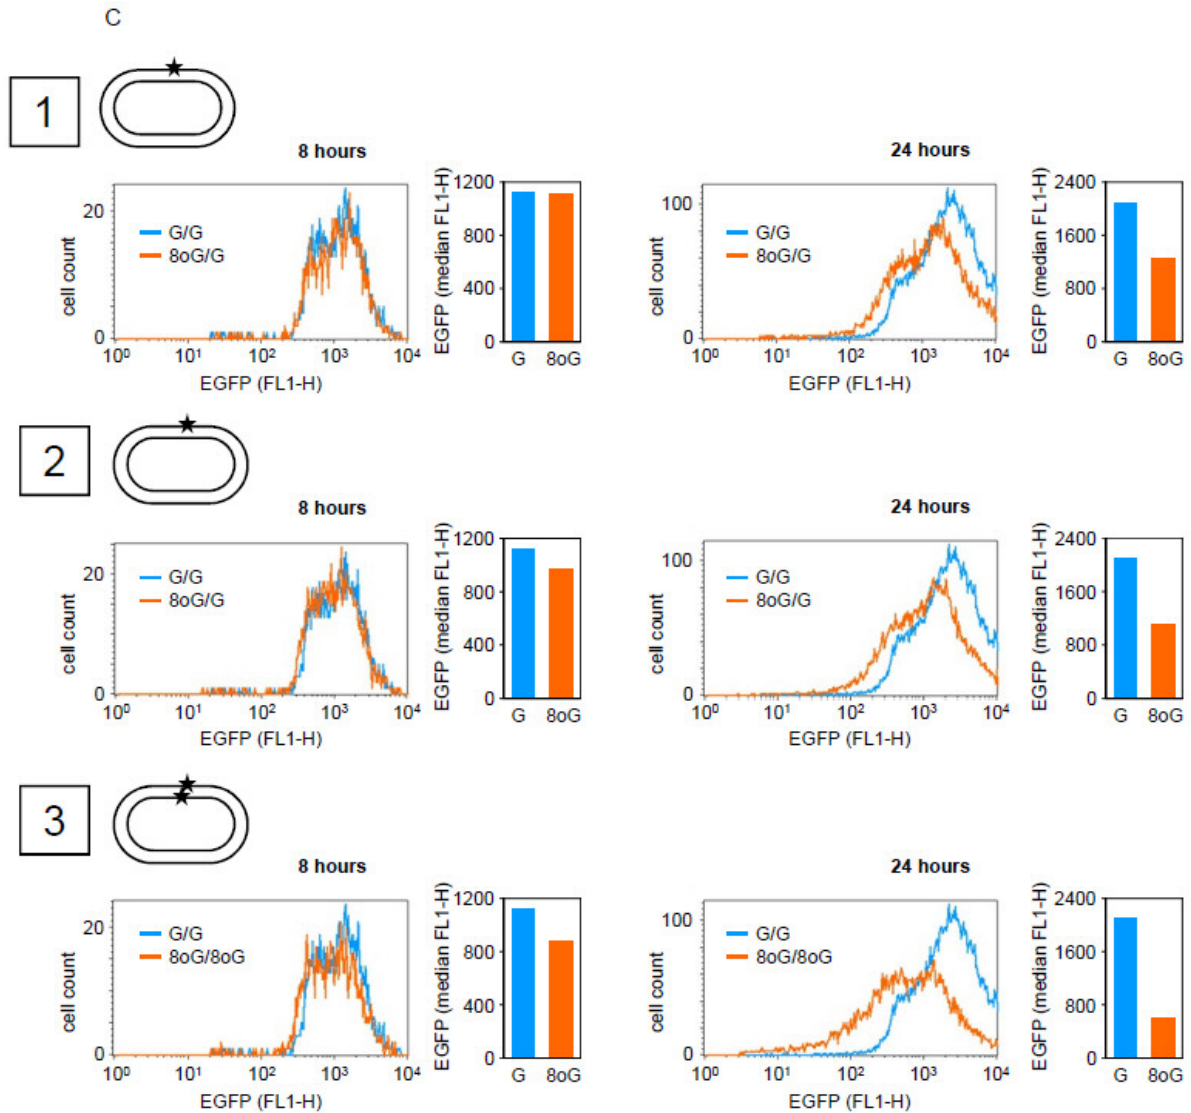 C
1
8 hours
24 hours
20
0
cell count
G/G
8oG/G
10⁰ 10¹ 10² 10³ 10⁴
EGFP (FL1-H)
EGFP (median FL1-H)
1200
800
400
0
G 8oG
100
0
cell count
G/G
8oG/G
10⁰ 10¹ 10² 10³ 10⁴
EGFP (FL1-H)
EGFP (median FL1-H)
2400
1600
800
0
G 8oG
2
8 hours
24 hours
20
0
cell count
G/G
8oG/G
10⁰ 10¹ 10² 10³ 10⁴
EGFP (FL1-H)
EGFP (median FL1-H)
1200
800
400
0
G 8oG
100
0
cell count
G/G
8oG/G
10⁰ 10¹ 10² 10³ 10⁴
EGFP (FL1-H)
EGFP (median FL1-H)
2400
1600
800
0
G 8oG
3
8 hours
24 hours
20
0
cell count
G/G
8oG/8oG
10⁰ 10¹ 10² 10³ 10⁴
EGFP (FL1-H)
EGFP (median FL1-H)
1200
800
400
0
G 8oG
100
0
cell count
G/G
8oG/8oG
10⁰ 10¹ 10² 10³ 10⁴
EGFP (FL1-H)
EGFP (median FL1-H)
2400
1600
800
0
G 8oG